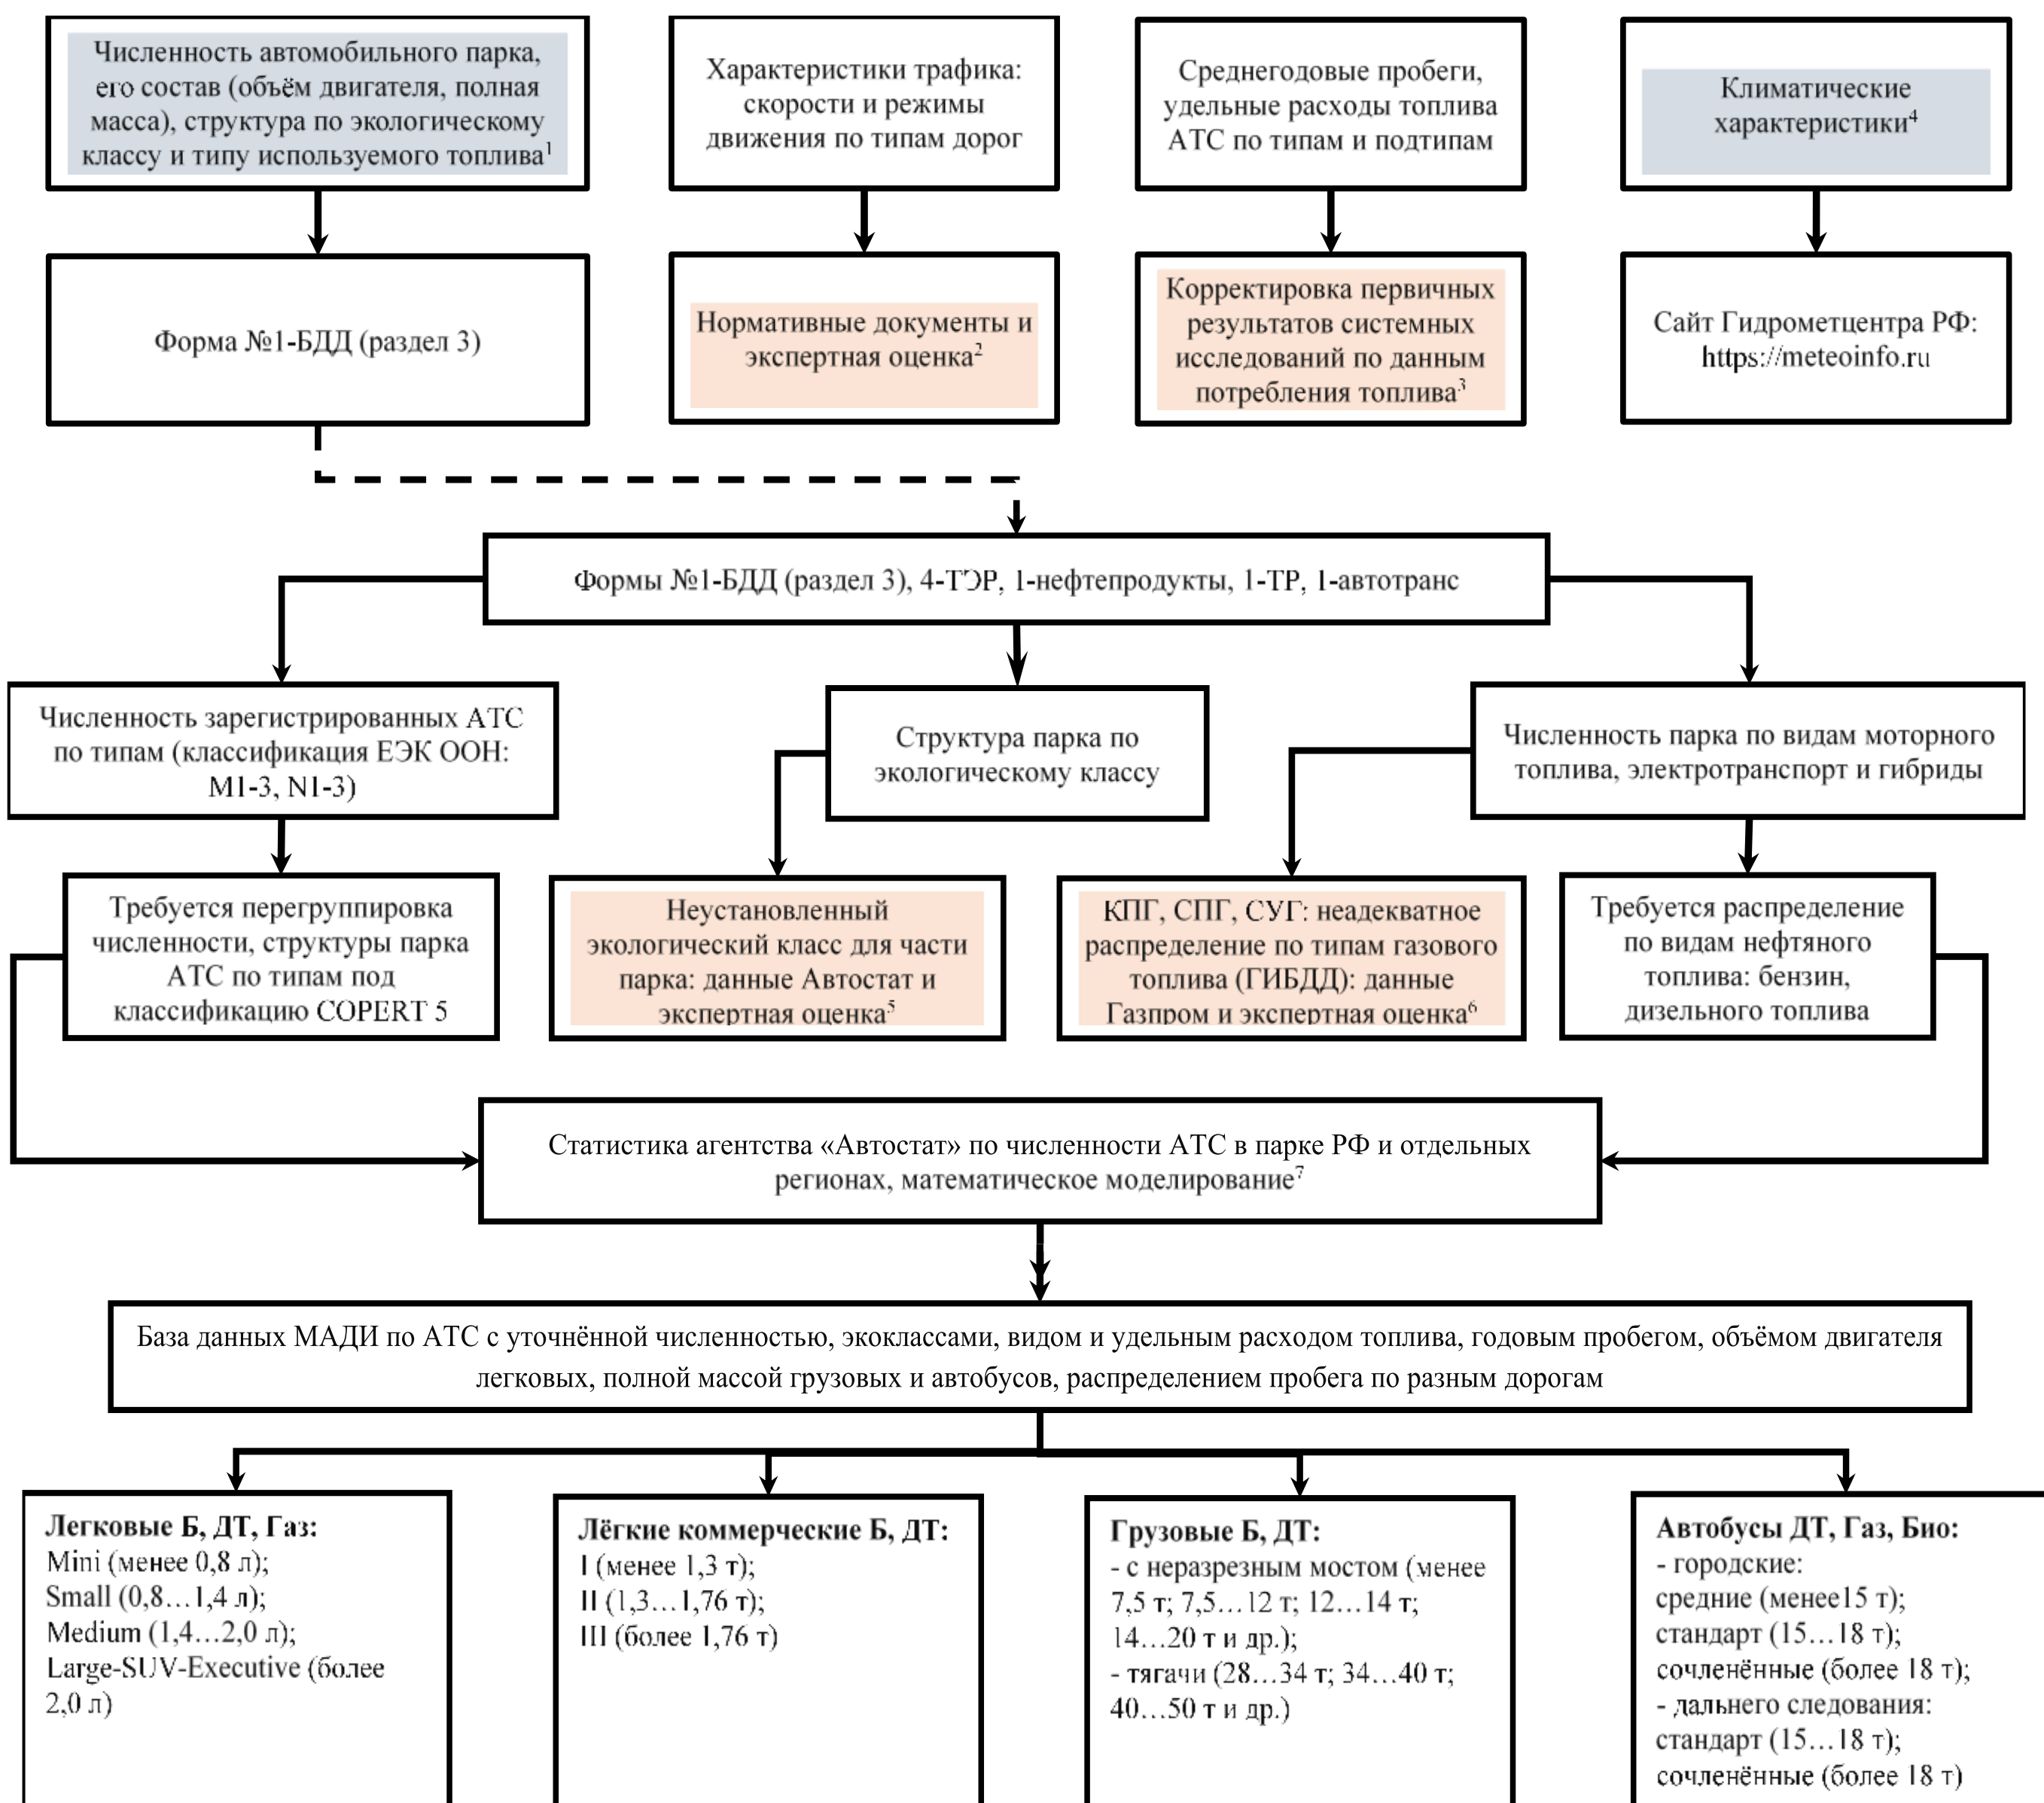 Численность автомобильного парка,
его состав (объём двигателя, полная
масса), структура по экологическому
классу и типу используемого топлива¹
Характеристики трафика:
скорости и режимы
движения по типам дорог
Среднегодовые пробеги,
удельные расходы топлива
АТС по типам и подтипам
Климатические
характеристики⁴
Форма №1-БДД (раздел 3)
Нормативные документы и
экспертная оценка²
Корректировка первичных
результатов системных
исследований по данным
потребления топлива³
Сайт Гидрометцентра РФ:
https://meteoinfo.ru
Формы №1-БДД (раздел 3), 4-ТЭР, 1-нефтепродукты, 1-ТР, 1-автотранс
Численность зарегистрированных АТС
по типам (классификация ЕЭК ООН:
М1-3, N1-3)
Структура парка по
экологическому классу
Численность парка по видам моторного
топлива, электротранспорт и гибриды
Требуется перегруппировка
численности, структуры парка
АТС по типам под
классификацию COPERT 5
Неустановленный
экологический класс для части
парка: данные Автостат и
экспертная оценка⁵
КПГ, СПГ, СУГ: неадекватное
распределение по типам газового
топлива (ГИБДД): данные
Газпром и экспертная оценка⁶
Требуется распределение
по видам нефтяного
топлива: бензин,
дизельного топлива
Статистика агентства «Автостат» по численности АТС в парке РФ и отдельных
регионах, математическое моделирование⁷
База данных МАДИ по АТС с уточнённой численностью, экоклассами, видом и удельным расходом топлива, годовым пробегом, объёмом двигателя
легковых, полной массой грузовых и автобусов, распределением пробега по разным дорогам
Легковые Б, ДТ, Газ:
Mini (менее 0,8 л);
Small (0,8…1,4 л);
Medium (1,4…2,0 л);
Large-SUV-Executive (более
2,0 л)
Лёгкие коммерческие Б, ДТ:
I (менее 1,3 т);
II (1,3…1,76 т);
III (более 1,76 т)
Грузовые Б, ДТ:
- с неразрезным мостом (менее
7,5 т; 7,5…12 т; 12…14 т;
14…20 т и др.);
- тягачи (28…34 т; 34…40 т;
40…50 т и др.)
Автобусы ДТ, Газ, Био:
- городские:
средние (менее15 т);
стандарт (15…18 т);
сочленённые (более 18 т);
- дальнего следования:
стандарт (15…18 т);
сочленённые (более 18 т)